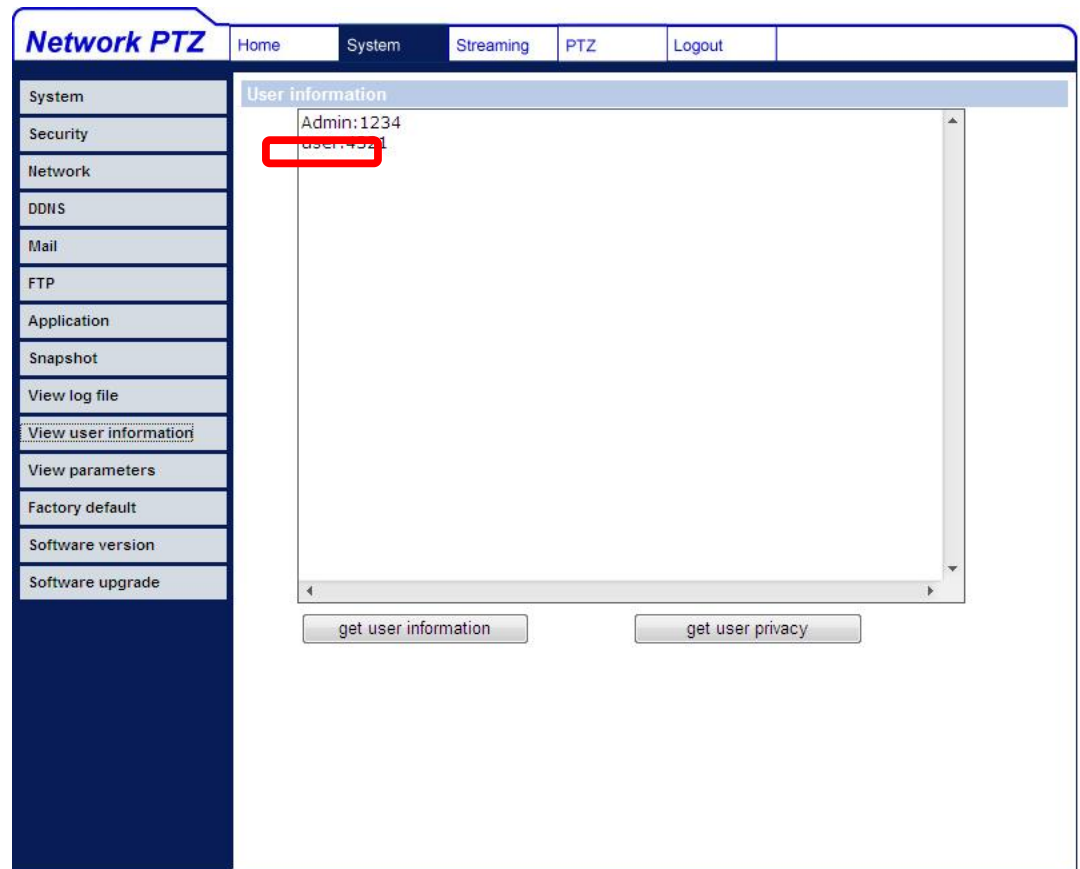 Network PTZ
Home System Streaming PTZ Logout
System
Security
Network
DDNS
Mail
FTP
Application
Snapshot
View log file
View user information
View parameters
Factory default
Software version
Software upgrade
User information
Admin:1234
user:4321
get user information
get user privacy